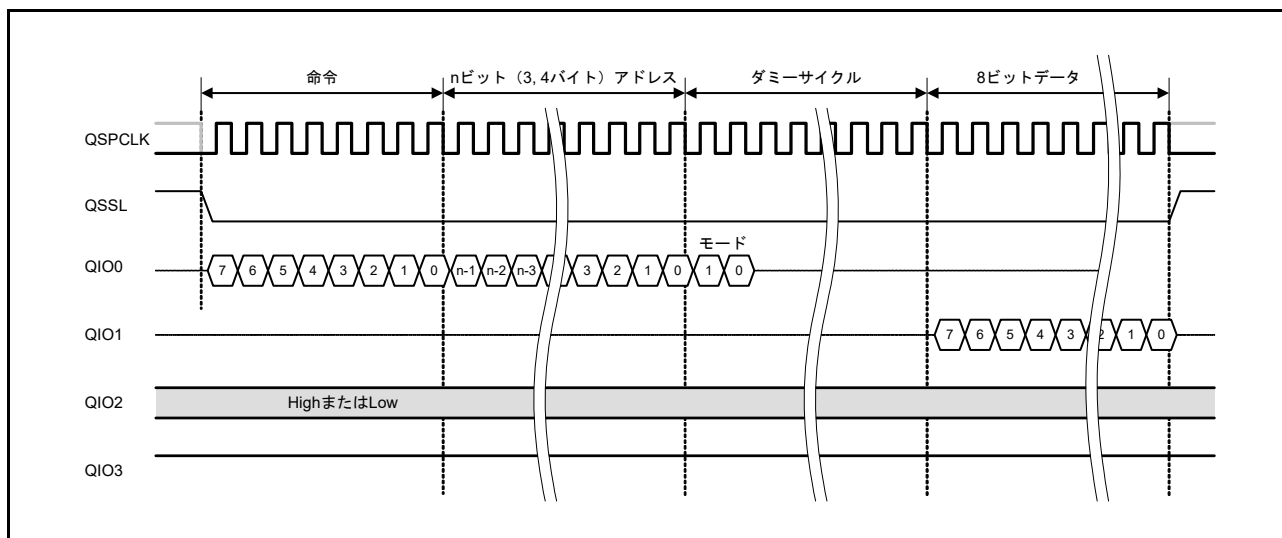 命令 nビット（3, 4バイト）アドレス ダミーサイクル 8ビットデータ
QSPCLK
QSSL
モード
QIO0 7 6 5 4 3 2 1 0 n-1 n-2 n-3 3 2 1 0 1 0
QIO1 7 6 5 4 3 2 1 0
QIO2 HighまたはLow
QIO3